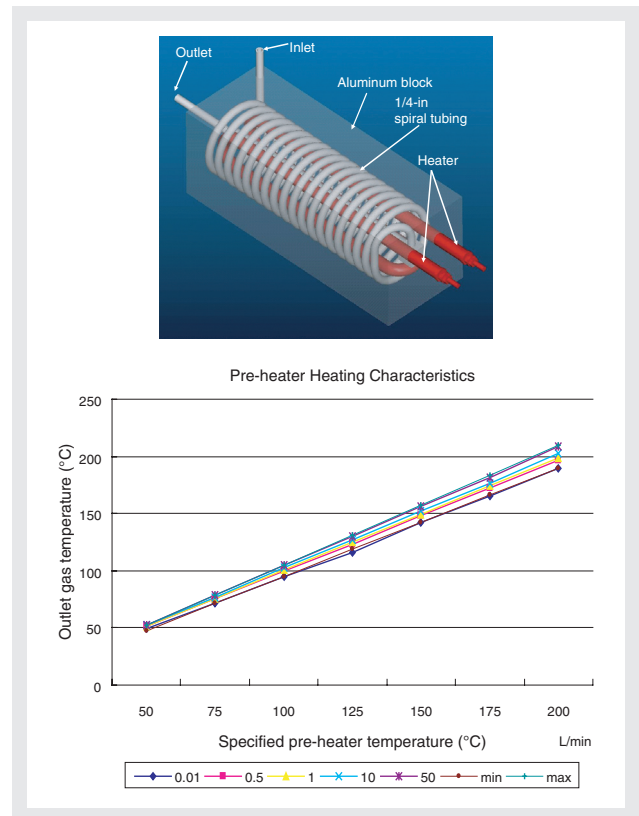 Outlet
Inlet
Aluminum block
1/4-in
spiral tubing
Heater
Pre-heater Heating Characteristics
Outlet gas temperature (°C)
250
200
150
100
50
0
50 75 100 125 150 175 200
Specified pre-heater temperature (°C) L/min
0.01 0.5 1 10 50 min max